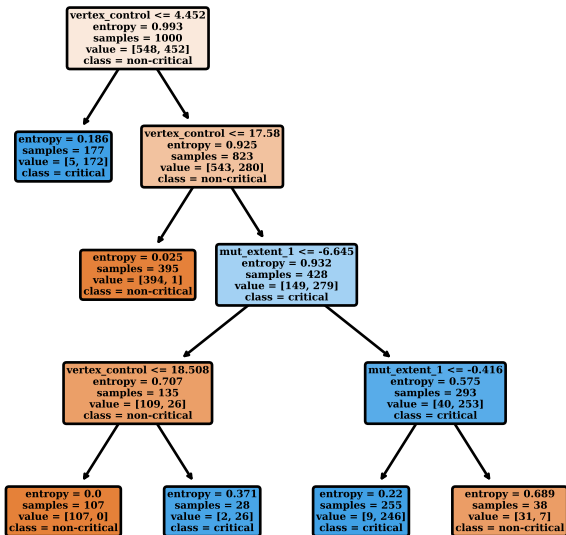 vertex_control <= 4.452
entropy = 0.993
samples = 1000
value = [548, 452]
class = non-critical
entropy = 0.186
samples = 177
value = [5, 172]
class = critical
vertex_control <= 17.58
entropy = 0.925
samples = 823
value = [543, 280]
class = non-critical
entropy = 0.025
samples = 395
value = [394, 1]
class = non-critical
mut_extent_1 <= -6.645
entropy = 0.932
samples = 428
value = [149, 279]
class = critical
vertex_control <= 18.508
entropy = 0.707
samples = 135
value = [109, 26]
class = non-critical
mut_extent_1 <= -0.416
entropy = 0.575
samples = 293
value = [40, 253]
class = critical
entropy = 0.0
samples = 107
value = [107, 0]
class = non-critical
entropy = 0.371
samples = 28
value = [2, 26]
class = critical
entropy = 0.22
samples = 255
value = [9, 246]
class = critical
entropy = 0.689
samples = 38
value = [31, 7]
class = non-critical